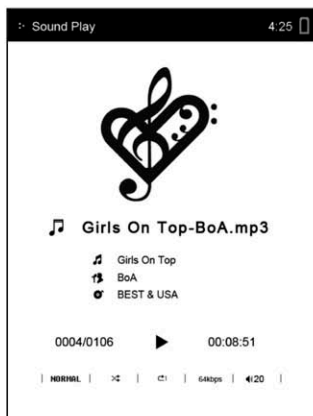 Sound Play 4:25
Girls On Top-BoA.mp3
Girls On Top
BoA
BEST & USA
0004/0106 00:08:51
| NORMAL | | | 64kbps | 20 |